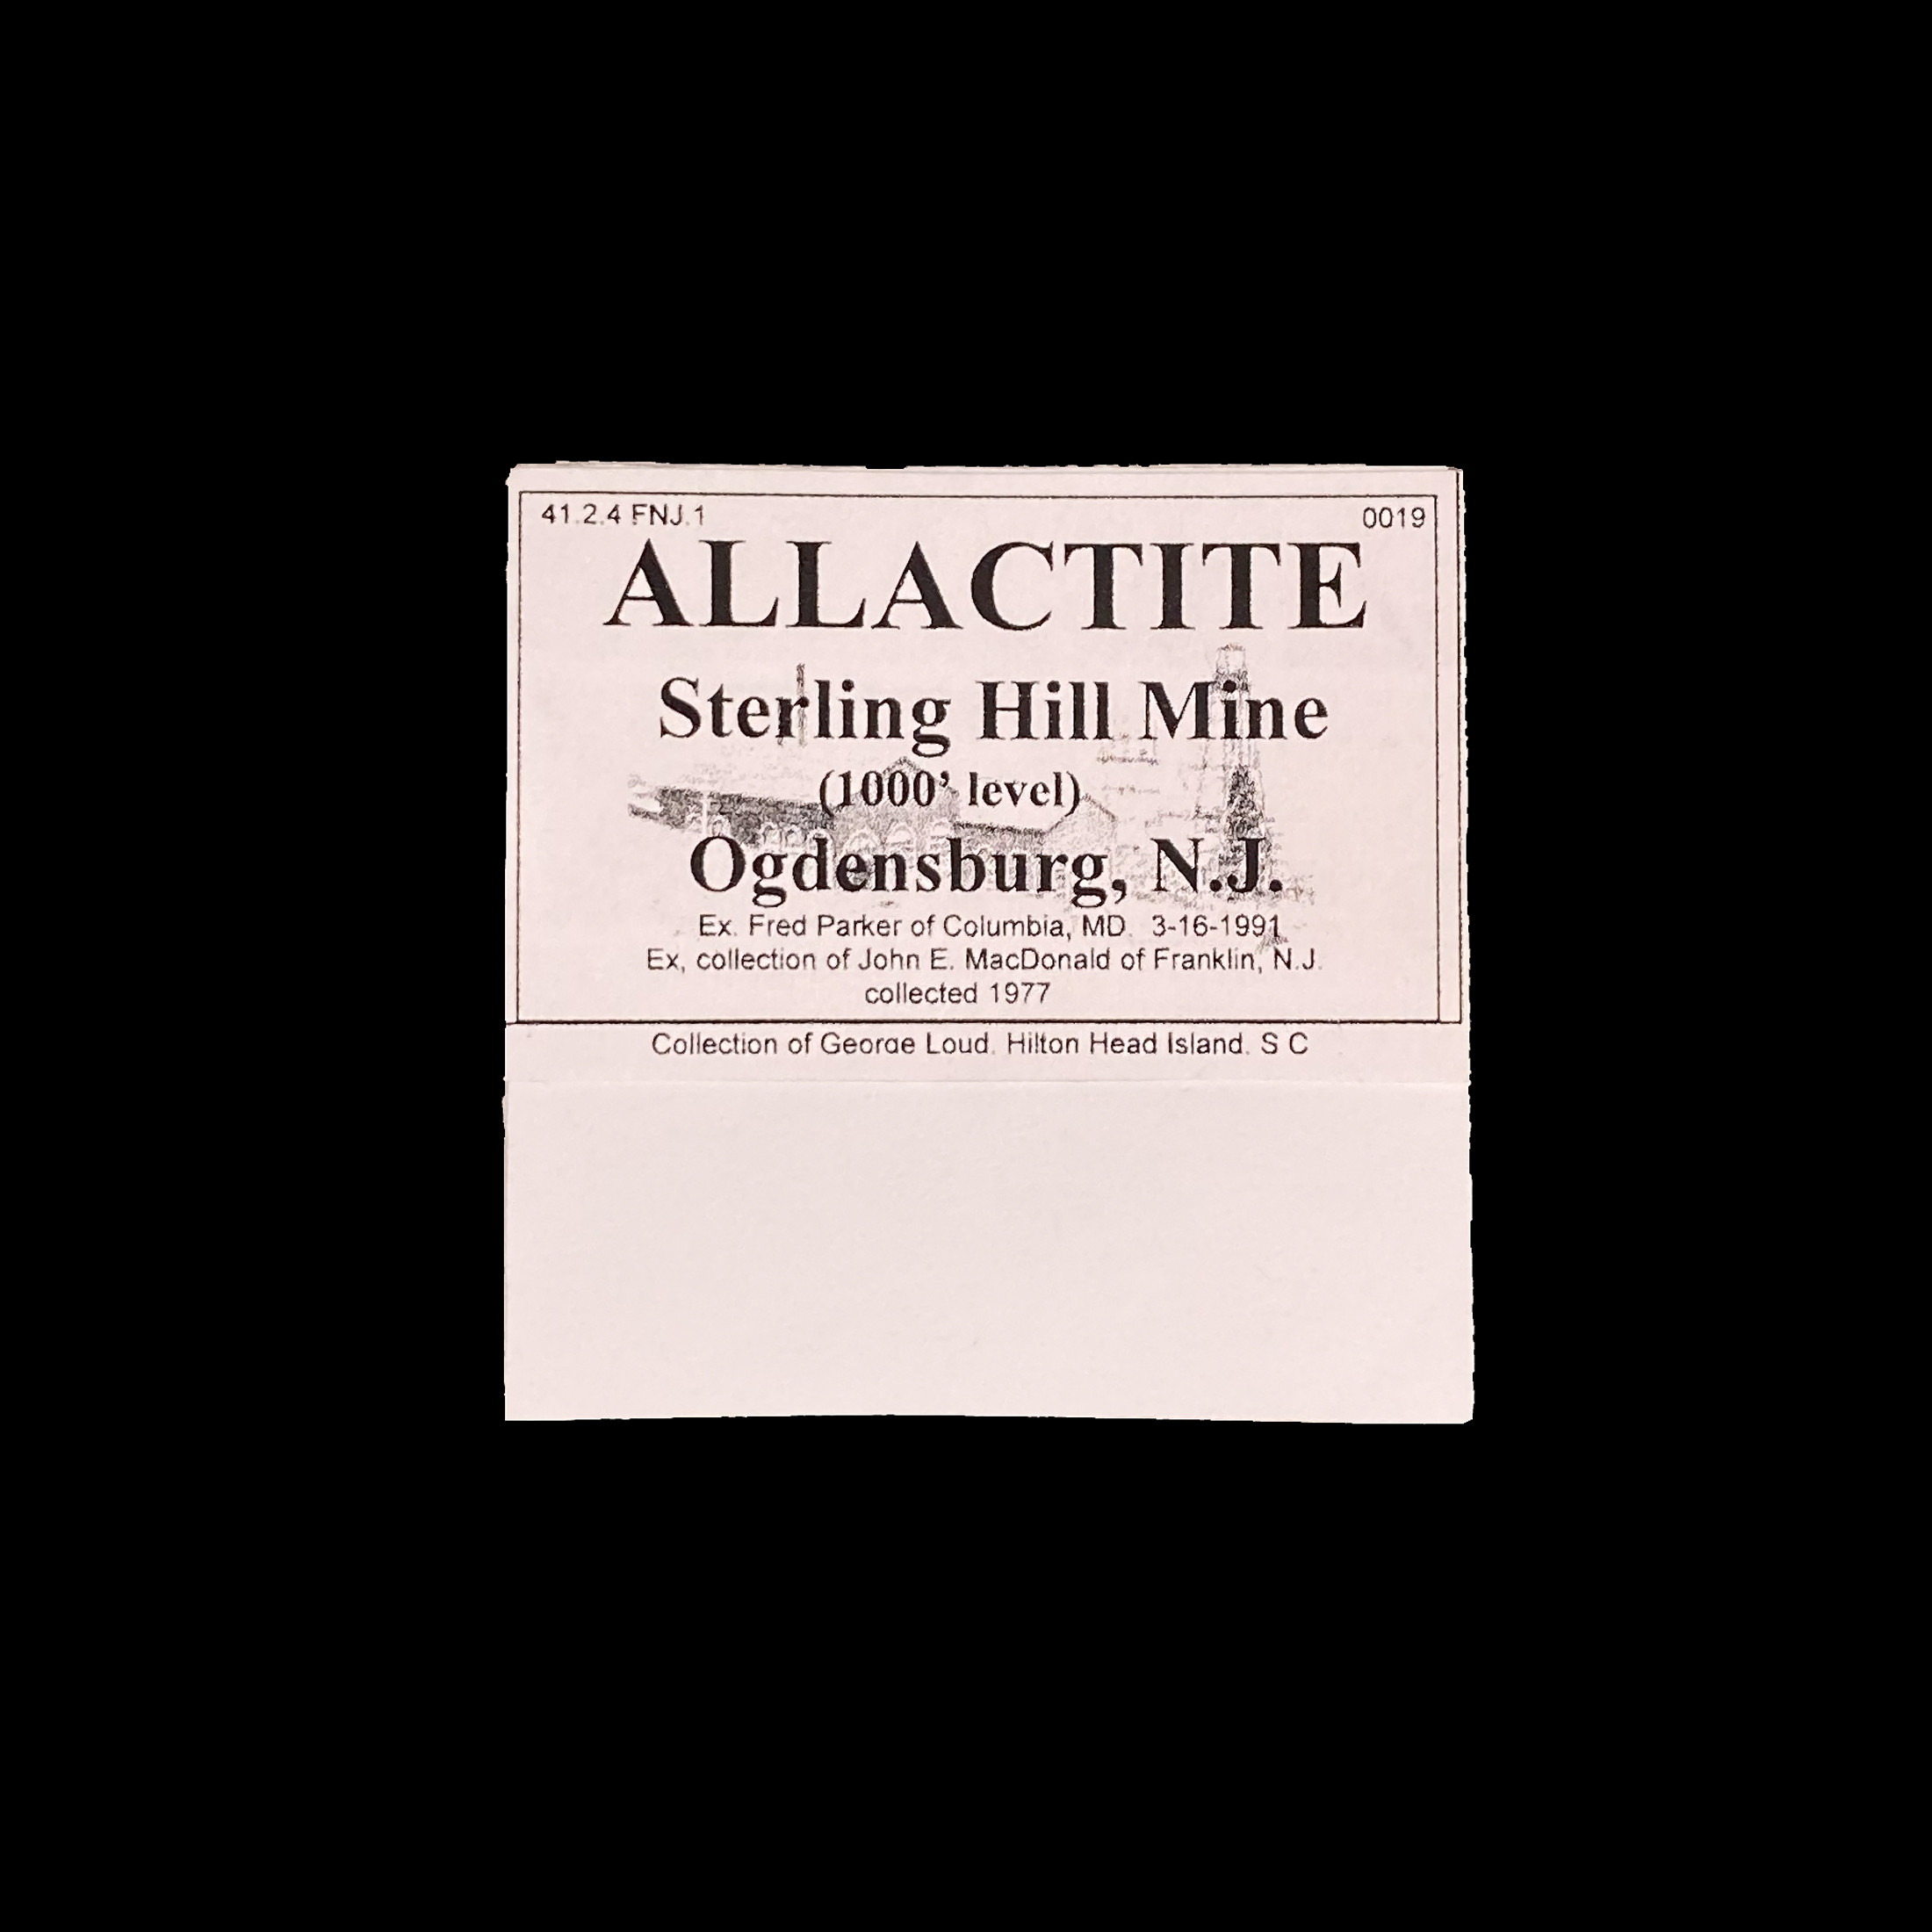 41.2.4 FNJ.1 0019
ALLACTITE
Sterling Hill Mine
(1000’ level)
Ogdensburg, N.J.
Ex. Fred Parker of Columbia, MD. 3-16-1991
Ex, collection of John E. MacDonald of Franklin, N.J.
collected 1977
Collection of George Loud, Hilton Head Island, S C